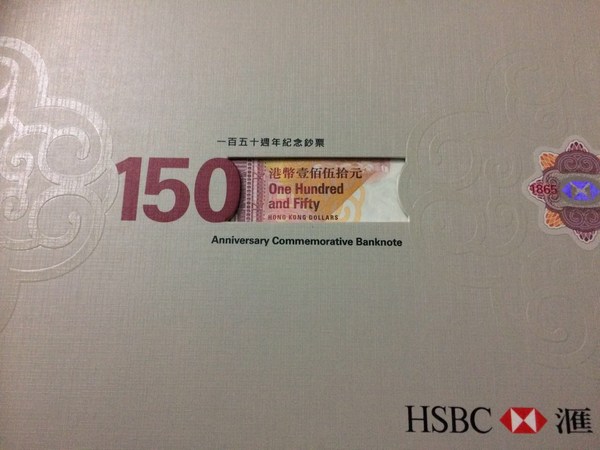 一百五十週年紀念鈔票
150
港幣壹佰伍拾元
One Hundred
and Fifty
HONG KONG DOLLARS
Anniversary Commemorative Banknote
1865
HSBC 滙